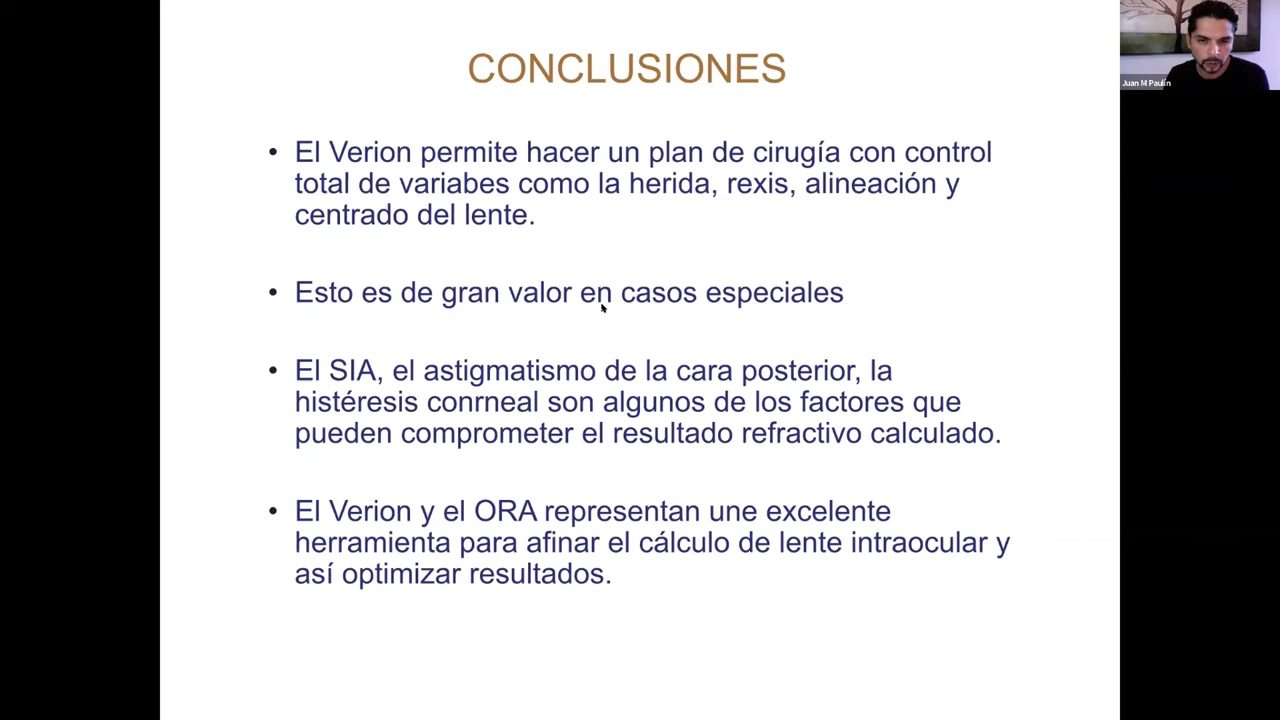 CONCLUSIONES
Juan M Paulín
• El Verion permite hacer un plan de cirugía con control
total de variabes como la herida, rexis, alineación y
centrado del lente.
• Esto es de gran valor en casos especiales
• El SIA, el astigmatismo de la cara posterior, la
histéresis conrneal son algunos de los factores que
pueden comprometer el resultado refractivo calculado.
• El Verion y el ORA representan une excelente
herramienta para afinar el cálculo de lente intraocular y
así optimizar resultados.